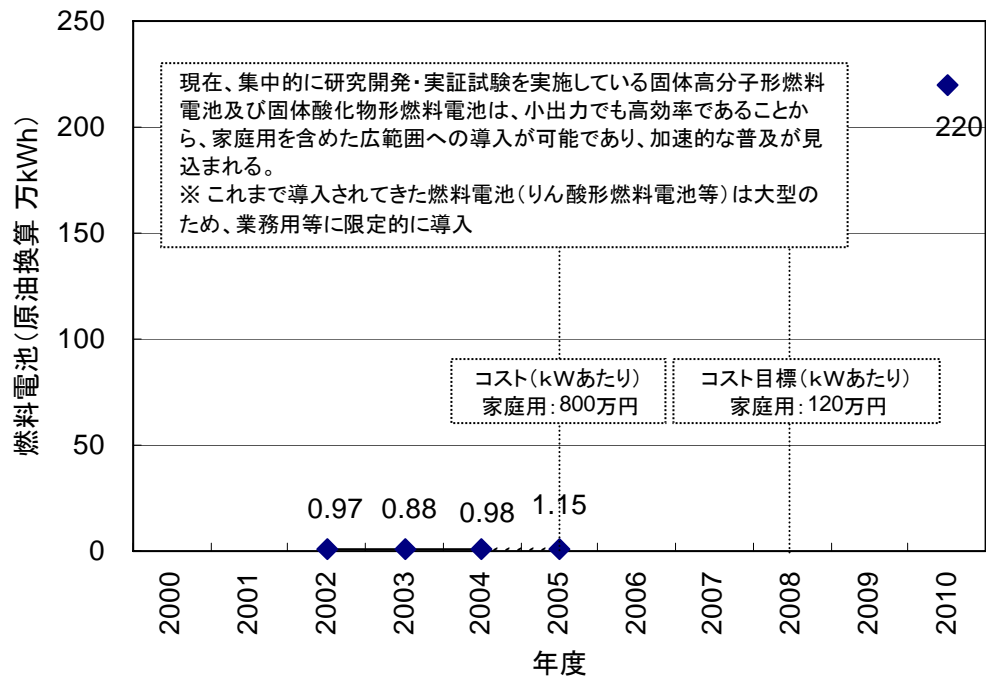 250
200
150
100
50
0
燃料電池(原油換算 万kWh)
現在、集中的に研究開発・実証試験を実施している固体高分子形燃料
電池及び固体酸化物形燃料電池は、小出力でも高効率であることか
ら、家庭用を含めた広範囲への導入が可能であり、加速的な普及が見
込まれる。
※ これまで導入されてきた燃料電池(りん酸形燃料電池等)は大型の
ため、業務用等に限定的に導入
220
コスト(kWあたり)
家庭用:800万円
コスト目標(kWあたり)
家庭用:120万円
0.97
0.88
0.98
1.15
2000
2001
2002
2003
2004
2005
2006
2007
2008
2009
2010
年度